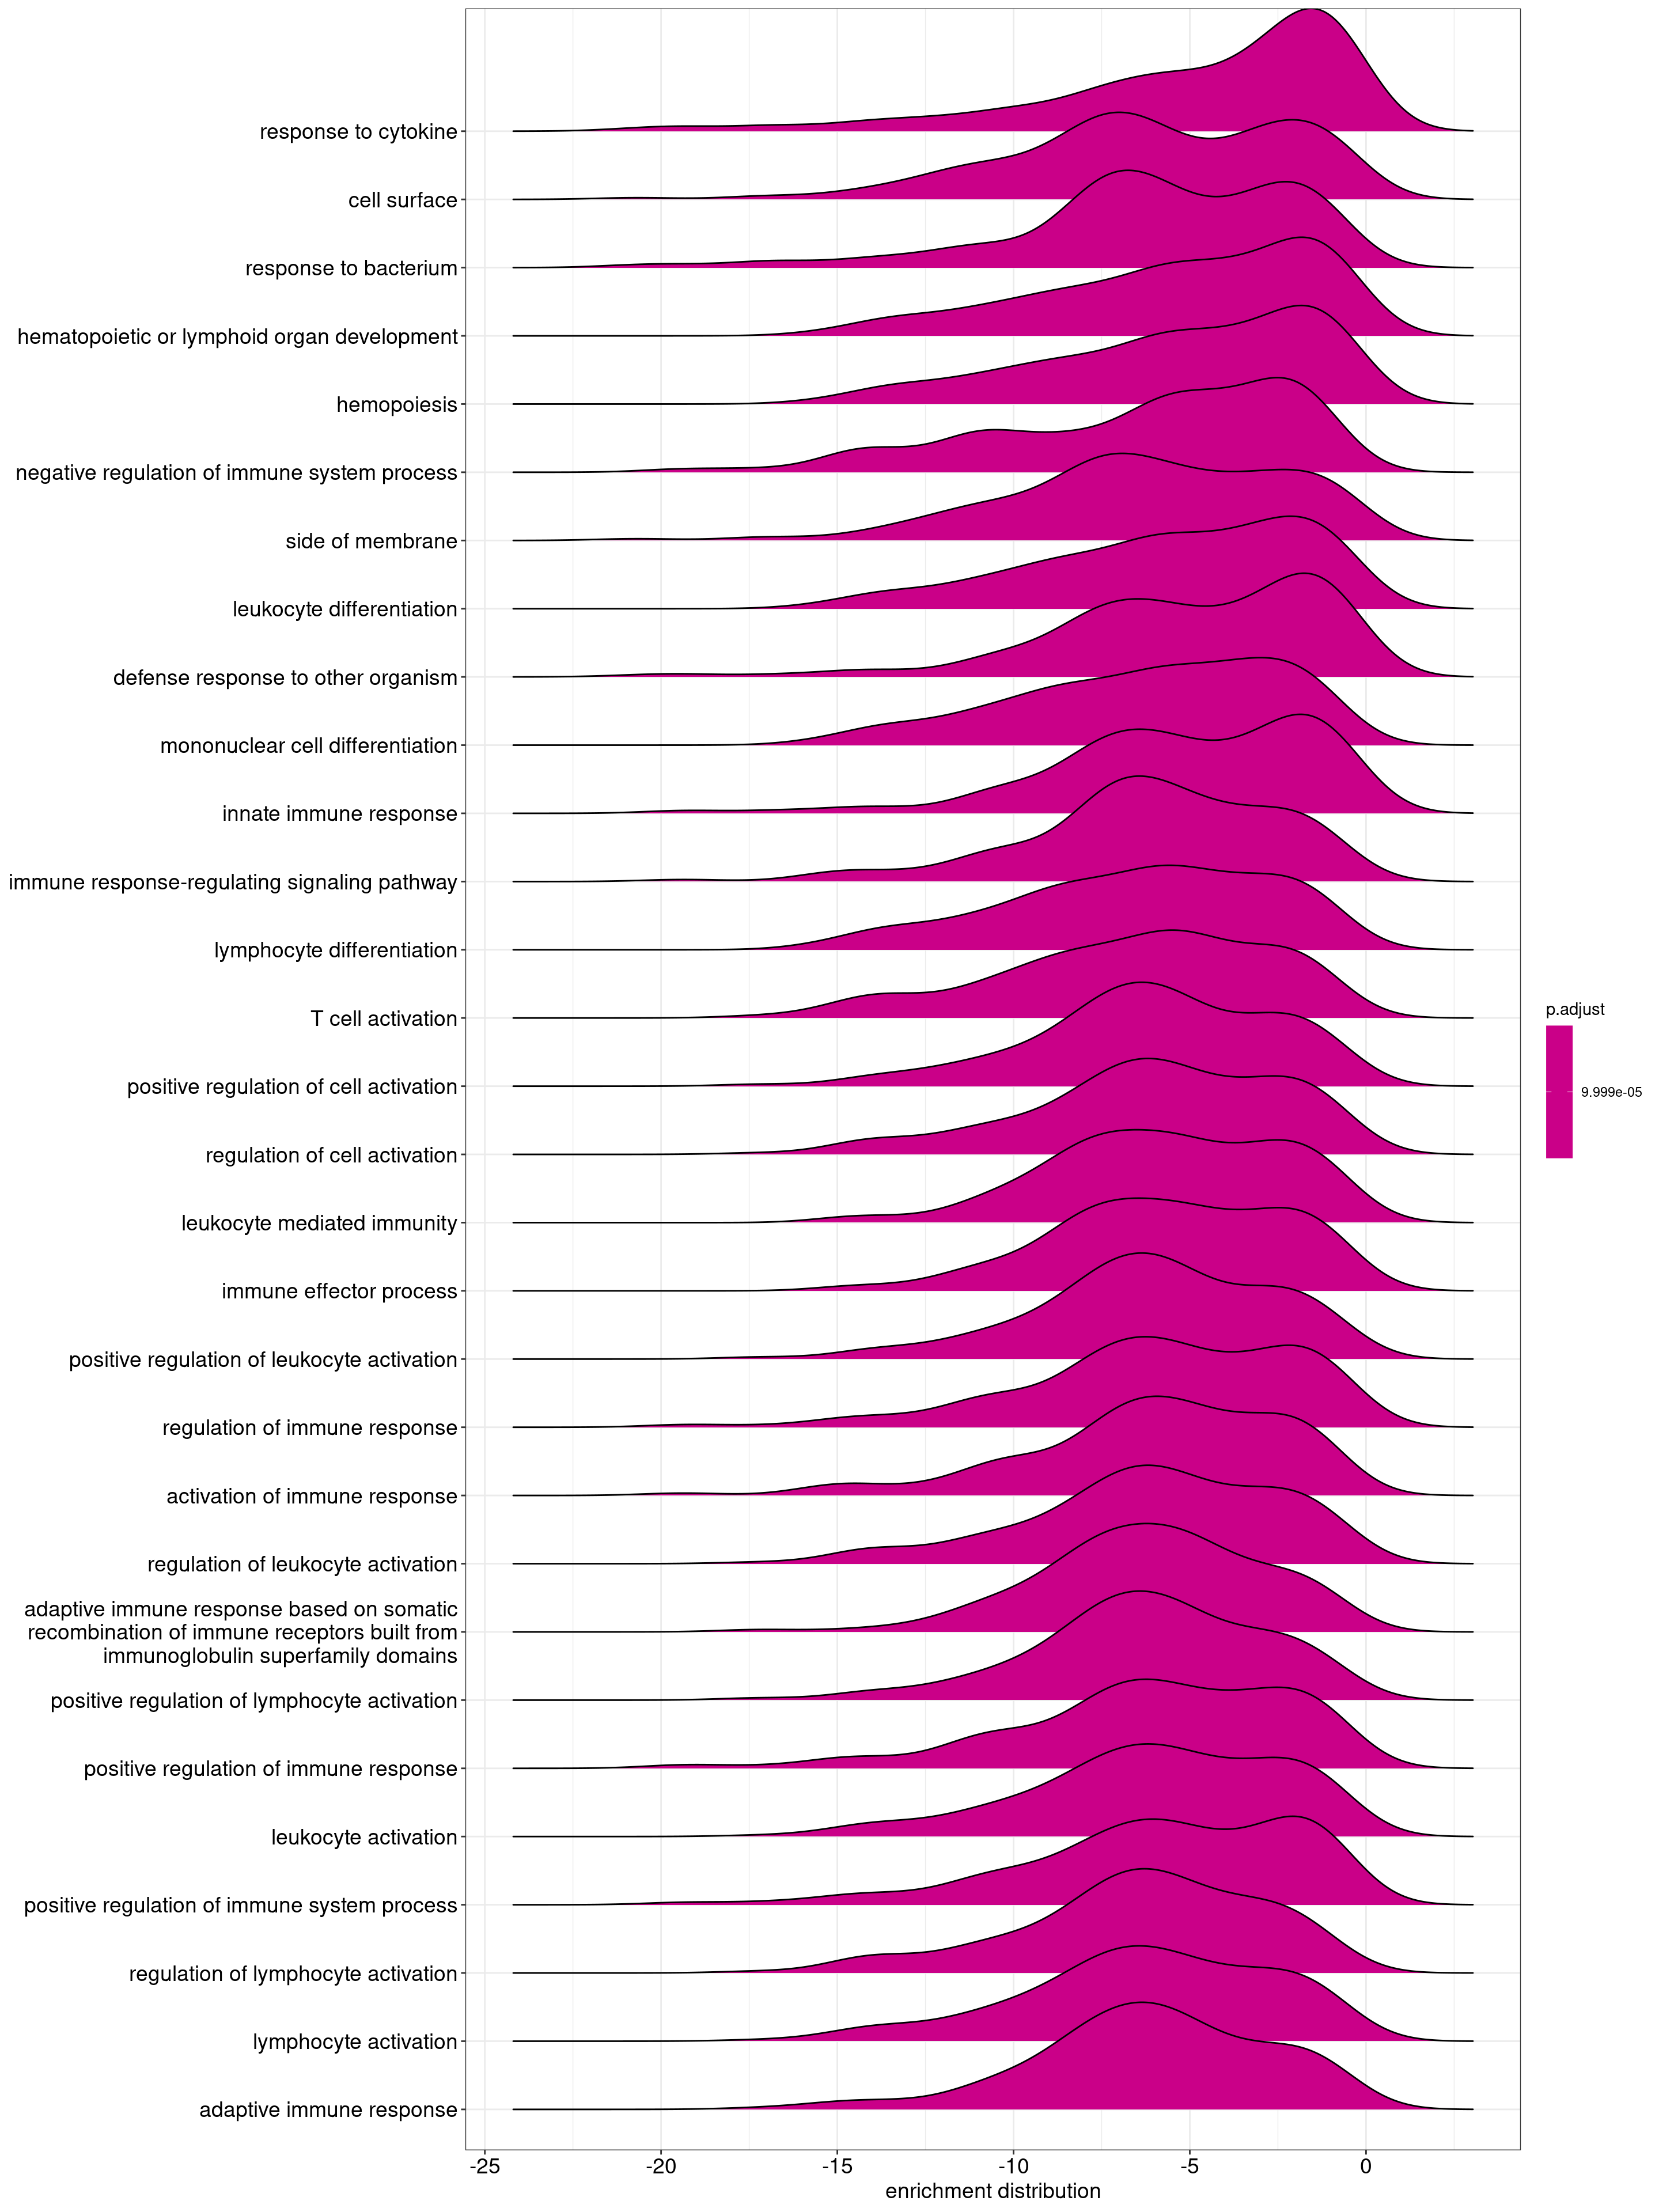 response to cytokine
cell surface
response to bacterium
hematopoietic or lymphoid organ development
hemopoiesis
negative regulation of immune system process
side of membrane
leukocyte differentiation
defense response to other organism
mononuclear cell differentiation
innate immune response
immune response-regulating signaling pathway
lymphocyte differentiation
T cell activation
positive regulation of cell activation
regulation of cell activation
leukocyte mediated immunity
immune effector process
positive regulation of leukocyte activation
regulation of immune response
activation of immune response
regulation of leukocyte activation
adaptive immune response based on somatic
recombination of immune receptors built from
immunoglobulin superfamily domains
positive regulation of lymphocyte activation
positive regulation of immune response
leukocyte activation
positive regulation of immune system process
regulation of lymphocyte activation
lymphocyte activation
adaptive immune response
-25 -20 -15 -10 -5 0
enrichment distribution
p.adjust
9.999e-05